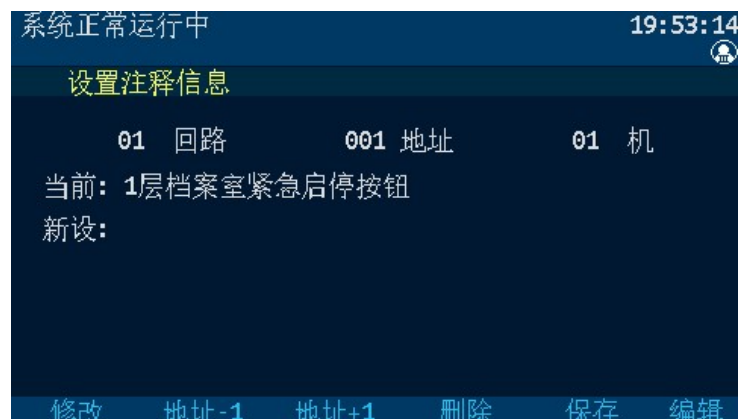 系统正常运行中 19:53:14
设置注释信息
01 回路 001 地址 01 机
当前: 1层档案室紧急启停按钮
新设:
修改 地址-1 地址+1 删除 保存 编辑